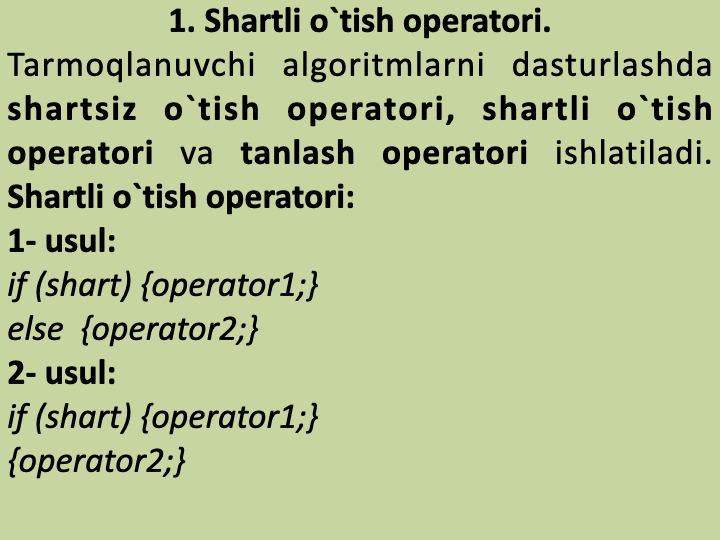 1. Shartli o`tish operatori.
Tarmoqlanuvchi algoritmlarni dasturlashda
shartsiz o`tish operatori, shartli o`tish
operatori va tanlash operatori ishlatiladi.
Shartli o`tish operatori:
1- usul:
if (shart) {operator1;}
else {operator2;}
2- usul:
if (shart) {operator1;}
{operator2;}